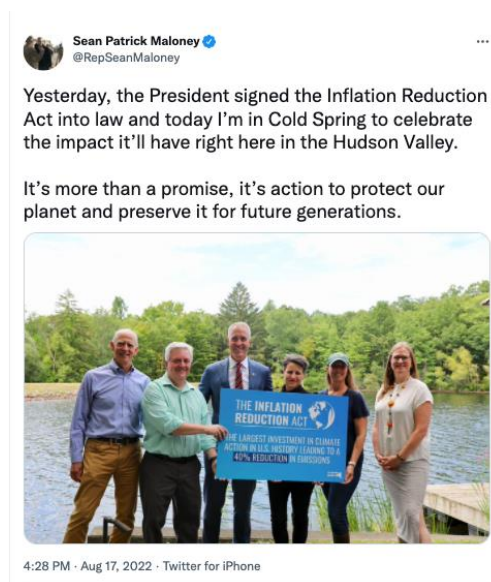 Sean Patrick Maloney
@RepSeanMaloney
Yesterday, the President signed the Inflation Reduction
Act into law and today I’m in Cold Spring to celebrate
the impact it’ll have right here in the Hudson Valley.
It’s more than a promise, it’s action to protect our
planet and preserve it for future generations.
THE INFLATION
REDUCTION ACT
THE LARGEST INVESTMENT IN CLIMATE
ACTION IN U.S. HISTORY LEADING TO A
40% REDUCTION IN EMISSIONS
4:28 PM · Aug 17, 2022 · Twitter for iPhone